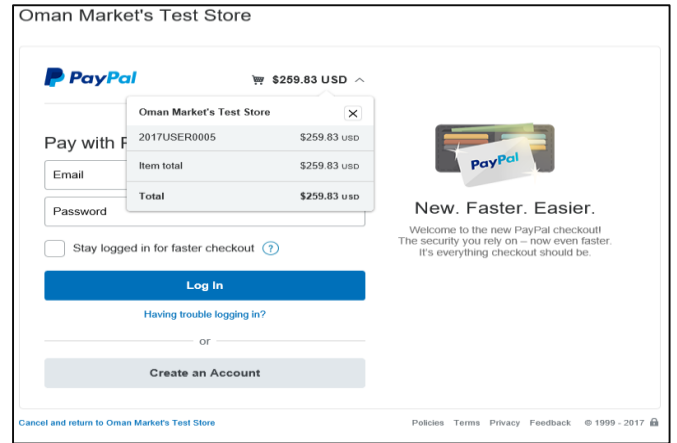 Oman Market's Test Store
PayPal
$259.83 USD
Oman Market's Test Store
2017USER0005 $259.83 USD
Item total $259.83 USD
Total $259.83 USD
Pay with P
Email
Password
Stay logged in for faster checkout ?
Log In
Having trouble logging in?
or
Create an Account
PayPal
New. Faster. Easier.
Welcome to the new PayPal checkout!
The security you rely on – now even faster.
It's everything checkout should be.
Cancel and return to Oman Market's Test Store
Policies Terms Privacy Feedback © 1999 - 2017